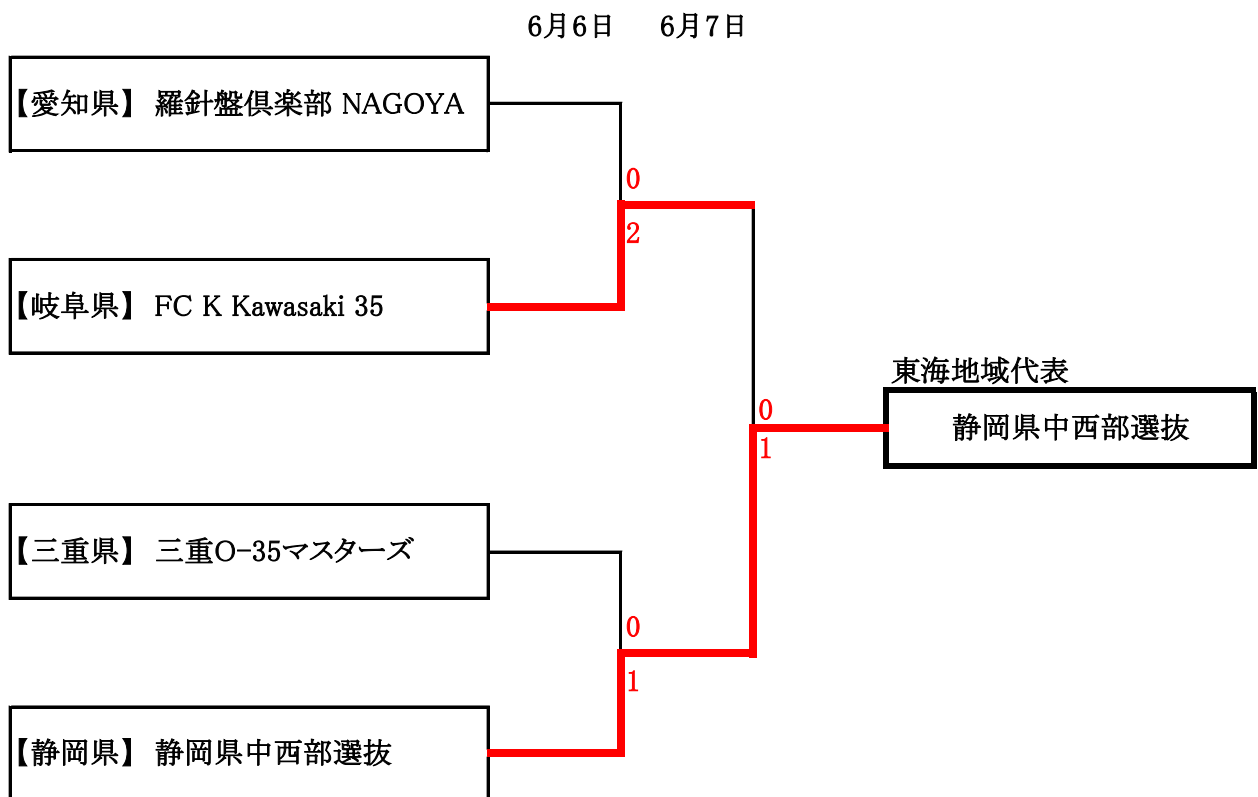 6月6日 6月7日
【愛知県】 羅針盤倶楽部 NAGOYA
0
2
【岐阜県】 FC K Kawasaki 35
東海地域代表
0
静岡県中西部選抜
1
【三重県】 三重O-35マスターズ
0
1
【静岡県】 静岡県中西部選抜